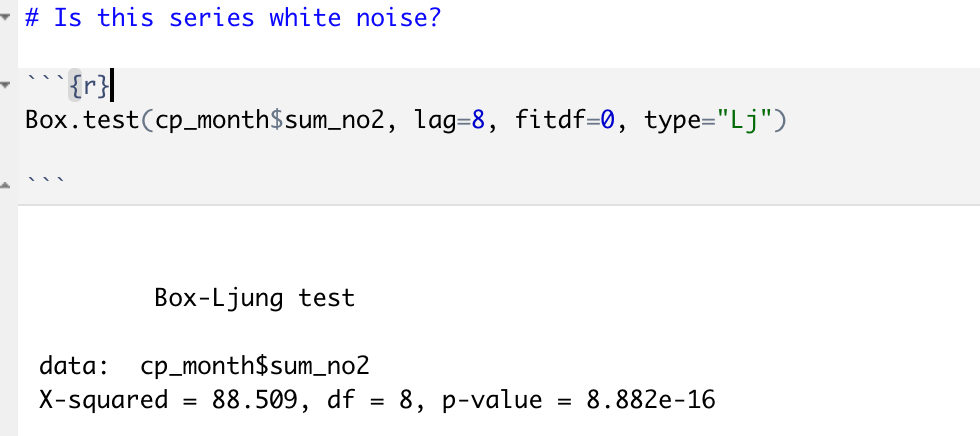 # Is this series white noise?
```{r}
Box.test(cp_month$sum_no2, lag=8, fitdf=0, type="Lj")
```
Box-Ljung test
data:  cp_month$sum_no2
X-squared = 88.509, df = 8, p-value = 8.882e-16